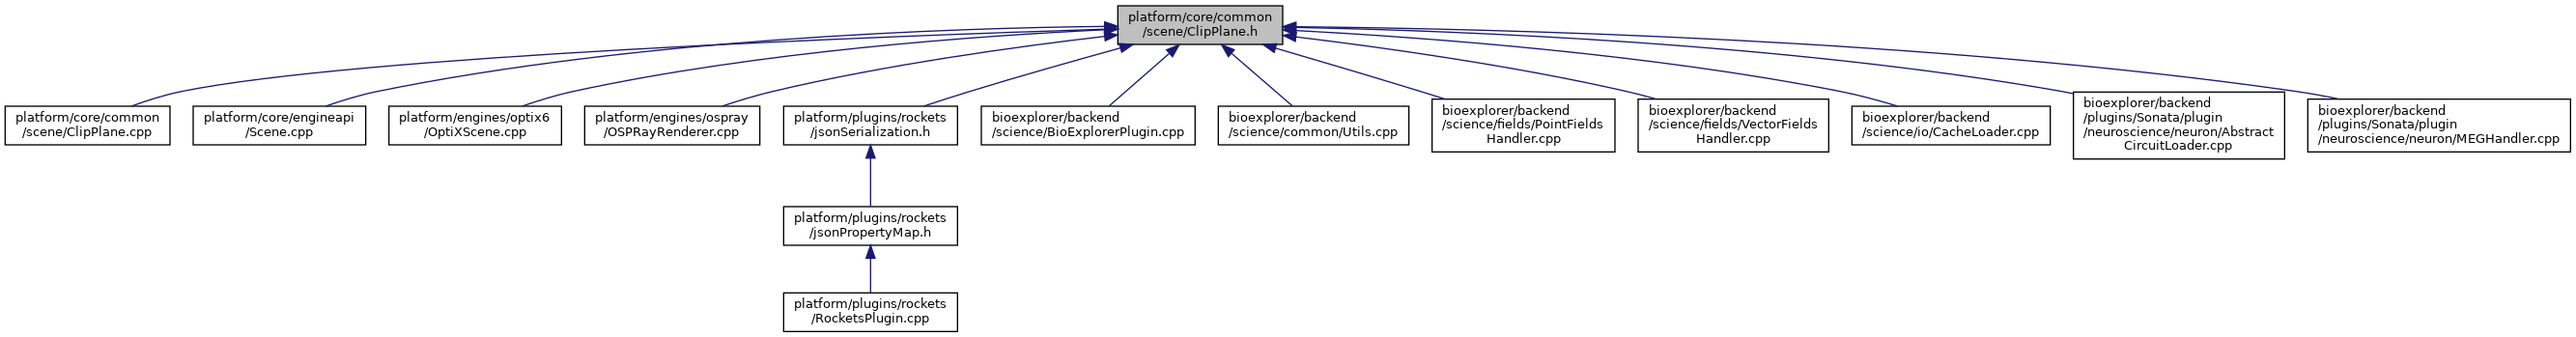 platform/core/common
/scene/ClipPlane.h
platform/core/common
/scene/ClipPlane.cpp
platform/core/engineapi
/Scene.cpp
platform/engines/optix6
/OptiXScene.cpp
platform/engines/ospray
/OSPRayRenderer.cpp
platform/plugins/rockets
/jsonSerialization.h
bioexplorer/backend
/science/BioExplorerPlugin.cpp
bioexplorer/backend
/science/common/Utils.cpp
bioexplorer/backend
/science/fields/PointFields
Handler.cpp
bioexplorer/backend
/science/fields/VectorFields
Handler.cpp
bioexplorer/backend
/science/io/CacheLoader.cpp
bioexplorer/backend
/plugins/Sonata/plugin
/neuroscience/neuron/Abstract
CircuitLoader.cpp
bioexplorer/backend
/plugins/Sonata/plugin
/neuroscience/neuron/MEGHandler.cpp
platform/plugins/rockets
/jsonPropertyMap.h
platform/plugins/rockets
/RocketsPlugin.cpp